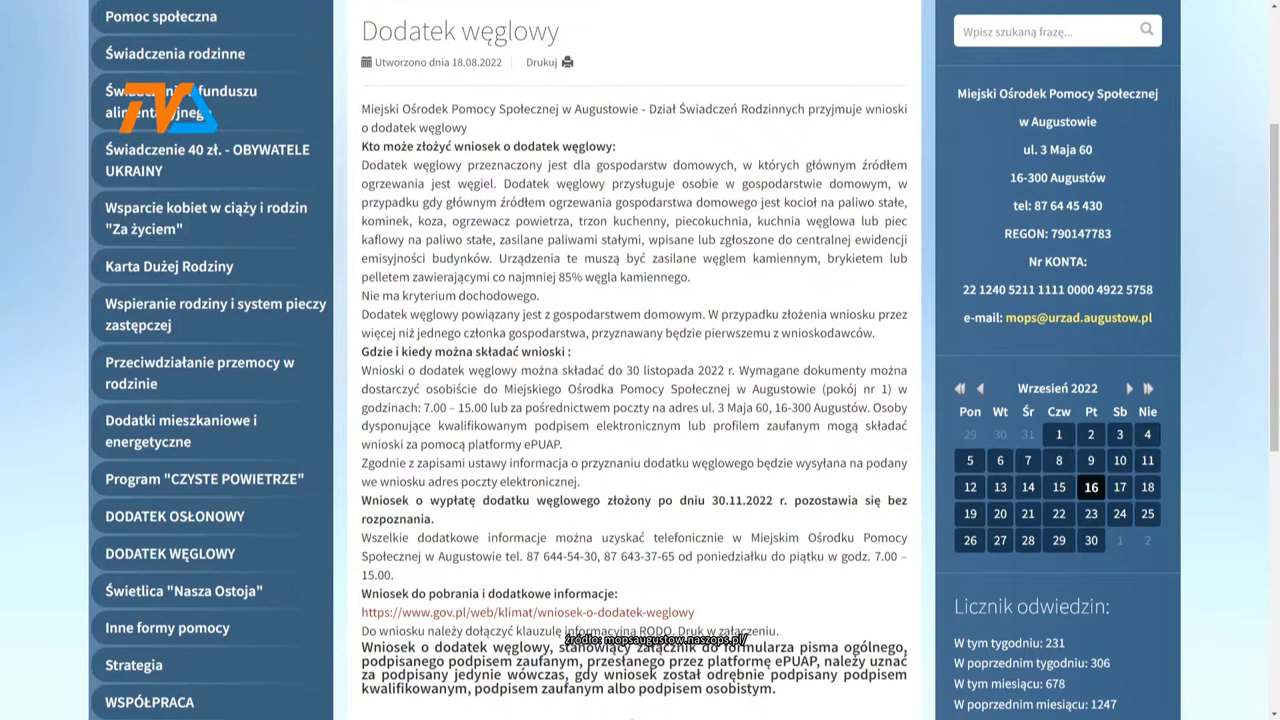 Pomoc społeczna
Świadczenia rodzinne
funduszu
Świadczenie 40 zł. - OBYWATELE
UKRAINY
Wsparcie kobiet w ciąży i rodzin
"Za życiem"
Karta Dużej Rodziny
Wspieranie rodziny i system pieczy
zastępczej
Przeciwdziałanie przemocy w
rodzinie
Dodatki mieszkaniowe i
energetyczne
Program "CZYSTE POWIETRZE"
DODATEK OSŁONOWY
DODATEK WĘGLOWY
Świetlica "Nasza Ostoja"
Inne formy pomocy
Strategia
WSPÓŁPRACA
TVA
Dodatek węglowy
Utworzono dnia 18.08.2022
Drukuj
Miejski Ośrodek Pomocy Społecznej w Augustowie - Dział Świadczeń Rodzinnych przyjmuje wnioski
o dodatek węglowy
Kto może złożyć wniosek o dodatek węglowy:
Dodatek węglowy przeznaczony jest dla gospodarstw domowych, w których głównym źródłem
ogrzewania jest węgiel. Dodatek węglowy przysługuje osobie w gospodarstwie domowym, w
przypadku gdy głównym źródłem ogrzewania gospodarstwa domowego jest kocioł na paliwo stałe,
kominek, koza, ogrzewacz powietrza, trzon kuchenny, piecokuchnia, kuchnia węglowa lub piec
kaflowy na paliwo stałe, zasilane paliwami stałymi, wpisane lub zgłoszone do centralnej ewidencji
emisyjności budynków. Urządzenia te muszą być zasilane węglem kamiennym, brykietem lub
pelletem zawierającymi co najmniej 85% węgla kamiennego.
Nie ma kryterium dochodowego.
Dodatek węglowy powiązany jest z gospodarstwem domowym. W przypadku złożenia wniosku przez
więcej niż jednego członka gospodarstwa, przyznawany będzie pierwszemu z wnioskodawców.
Gdzie i kiedy można składać wnioski :
Wnioski o dodatek węglowy można składać do 30 listopada 2022 r. Wymagane dokumenty można
dostarczyć osobiście do Miejskiego Ośrodka Pomocy Społecznej w Augustowie (pokój nr 1) w
godzinach: 7.00 – 15.00 lub za pośrednictwem poczty na adres ul. 3 Maja 60, 16-300 Augustów. Osoby
dysponujące kwalifikowanym podpisem elektronicznym lub profilem zaufanym mogą składać
wnioski za pomocą platformy ePUAP.
Zgodnie z zapisami ustawy informacja o przyznaniu dodatku węglowego będzie wysyłana na podany
we wniosku adres poczty elektronicznej.
Wniosek o wypłatę dodatku węglowego złożony po dniu 30.11.2022 r. pozostawia się bez
rozpoznania.
Wszelkie dodatkowe informacje można uzyskać telefonicznie w Miejskim Ośrodku Pomocy
Społecznej w Augustowie tel. 87 644-54-30, 87 643-37-65 od poniedziałku do piątku w godz. 7.00 –
15.00.
Wniosek do pobrania i dodatkowe informacje:
https://www.gov.pl/web/klimat/wniosek-o-dodatek-weglowy
Do wniosku należy dołączyć klauzulę informacyjną RODO. Druk w załączeniu.
źródło: mopsaugustow.naszops.pl/
Wniosek o dodatek węglowy, stanowiący załącznik do formularza pisma ogólnego,
podpisanego podpisem zaufanym, przesłanego przez platformę ePUAP, należy uznać
za podpisany jedynie wówczas, gdy wniosek został odrębnie podpisany podpisem
kwalifikowanym, podpisem zaufanym albo podpisem osobistym.
Wpisz szukaną frazę...
Miejski Ośrodek Pomocy Społecznej
w Augustowie
ul. 3 Maja 60
16-300 Augustów
tel: 87 64 45 430
REGON: 790147783
Nr KONTA:
22 1240 5211 1111 0000 4922 5758
e-mail: mops@urzad.augustow.pl
Wrzesień 2022
Pon Wt Śr Czw Pt Sb Nie
29 30 31 1 2 3 4
5 6 7 8 9 10 11
12 13 14 15 16 17 18
19 20 21 22 23 24 25
26 27 28 29 30 1 2
Licznik odwiedzin:
W tym tygodniu: 231
W poprzednim tygodniu: 306
W tym miesiącu: 678
W poprzednim miesiącu: 1247